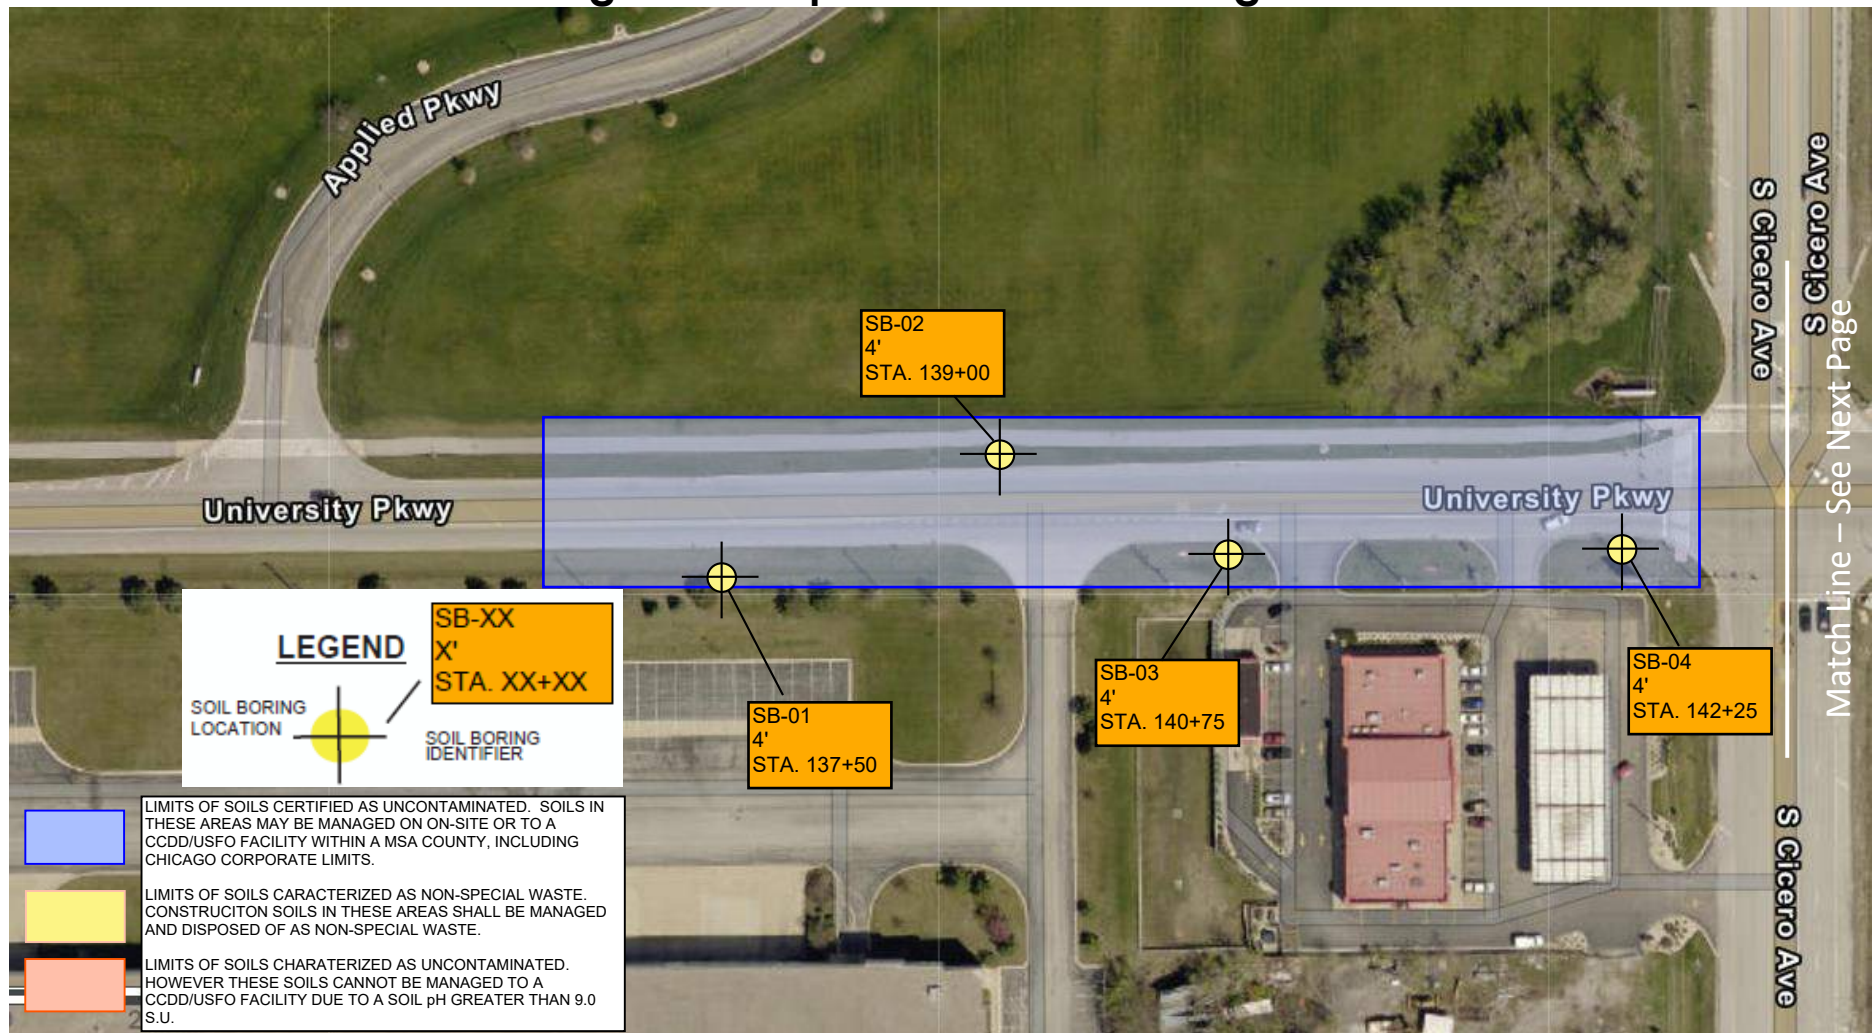 Applied Pkwy
S Cicero Ave
S Cicero Ave
Match Line – See Next Page
SB-02
4'
STA. 139+00
University Pkwy
University Pkwy
LEGEND
SB-XX
X'
STA. XX+XX
SOIL BORING
LOCATION
SOIL BORING
IDENTIFIER
SB-01
4'
STA. 137+50
SB-03
4'
STA. 140+75
SB-04
4'
STA. 142+25
S Cicero Ave
LIMITS OF SOILS CERTIFIED AS UNCONTAMINATED. SOILS IN
THESE AREAS MAY BE MANAGED ON ON-SITE OR TO A
CCDD/USFO FACILITY WITHIN A MSA COUNTY, INCLUDING
CHICAGO CORPORATE LIMITS.
LIMITS OF SOILS CARACTERIZED AS NON-SPECIAL WASTE.
CONSTRUCITON SOILS IN THESE AREAS SHALL BE MANAGED
AND DISPOSED OF AS NON-SPECIAL WASTE.
LIMITS OF SOILS CHARATERIZED AS UNCONTAMINATED.
HOWEVER THESE SOILS CANNOT BE MANAGED TO A
CCDD/USFO FACILITY DUE TO A SOIL pH GREATER THAN 9.0
S.U.